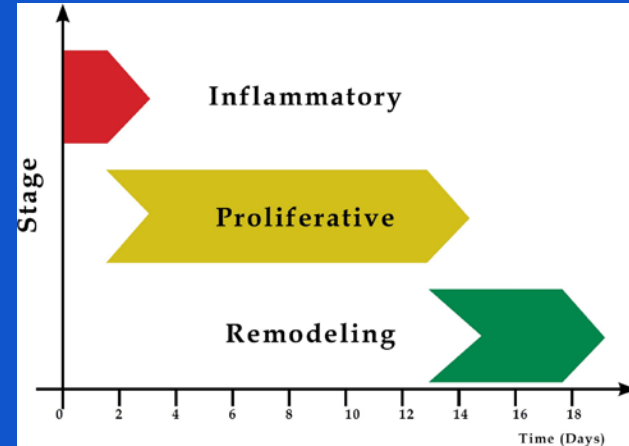 Stage
Inflammatory
Proliferative
Remodeling
0 2 4 6 8 10 12 14 16 18
Time (Days)